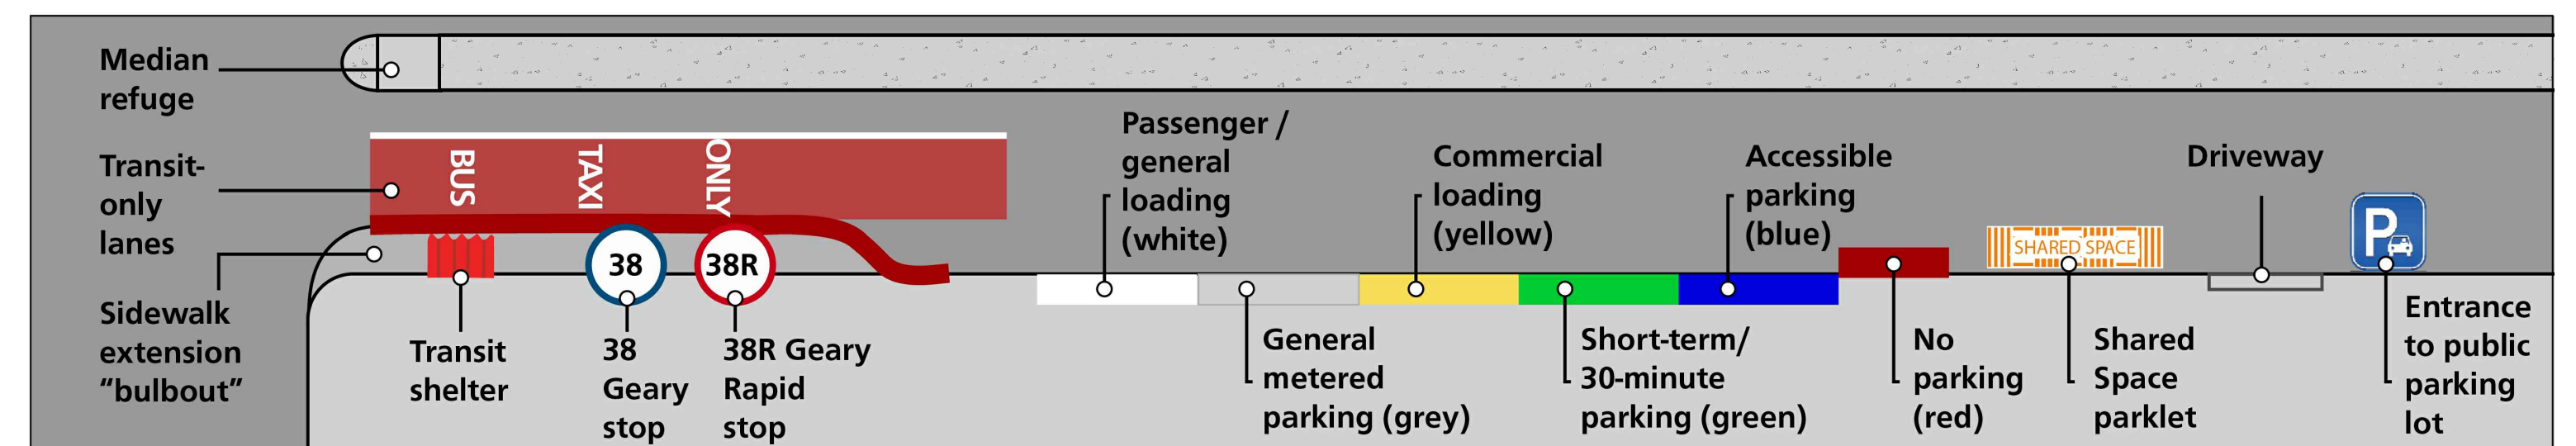 Median
refuge
Transit-
only
lanes
Sidewalk
extension
“bulbout”
BUS
TAXI
ONLY
Transit
shelter
38
38
Geary
stop
38R
38R Geary
Rapid
stop
Passenger /
general
loading
(white)
General
metered
parking (grey)
Commercial
loading
(yellow)
Short-term/
30-minute
parking (green)
Accessible
parking
(blue)
No
parking
(red)
SHARED SPACE
Shared
Space
parklet
Driveway
P
Entrance
to public
parking
lot